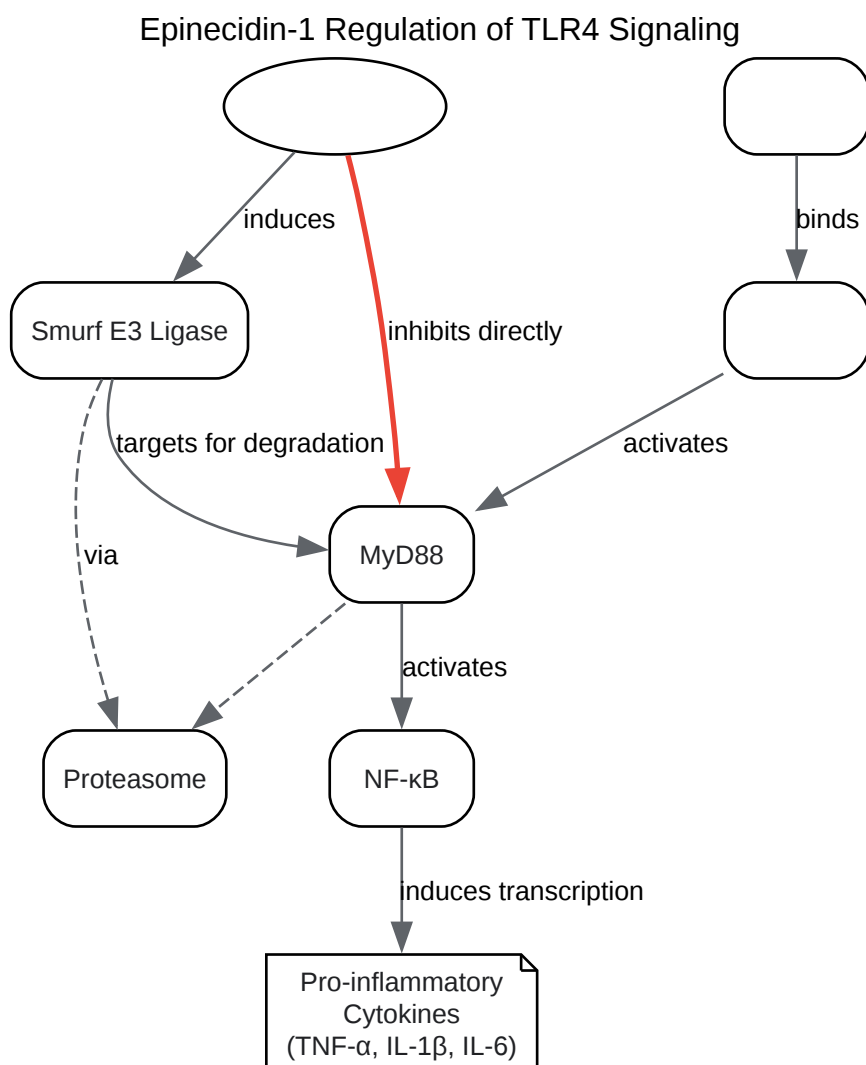 Epinecidin-1 Regulation of TLR4 Signaling
induces
binds
Smurf E3 Ligase
inhibits directly
targets for degradation
activates
via
MyD88
activates
Proteasome
NF-κB
induces transcription
Pro-inflammatory
Cytokines
(TNF-α, IL-1β, IL-6)